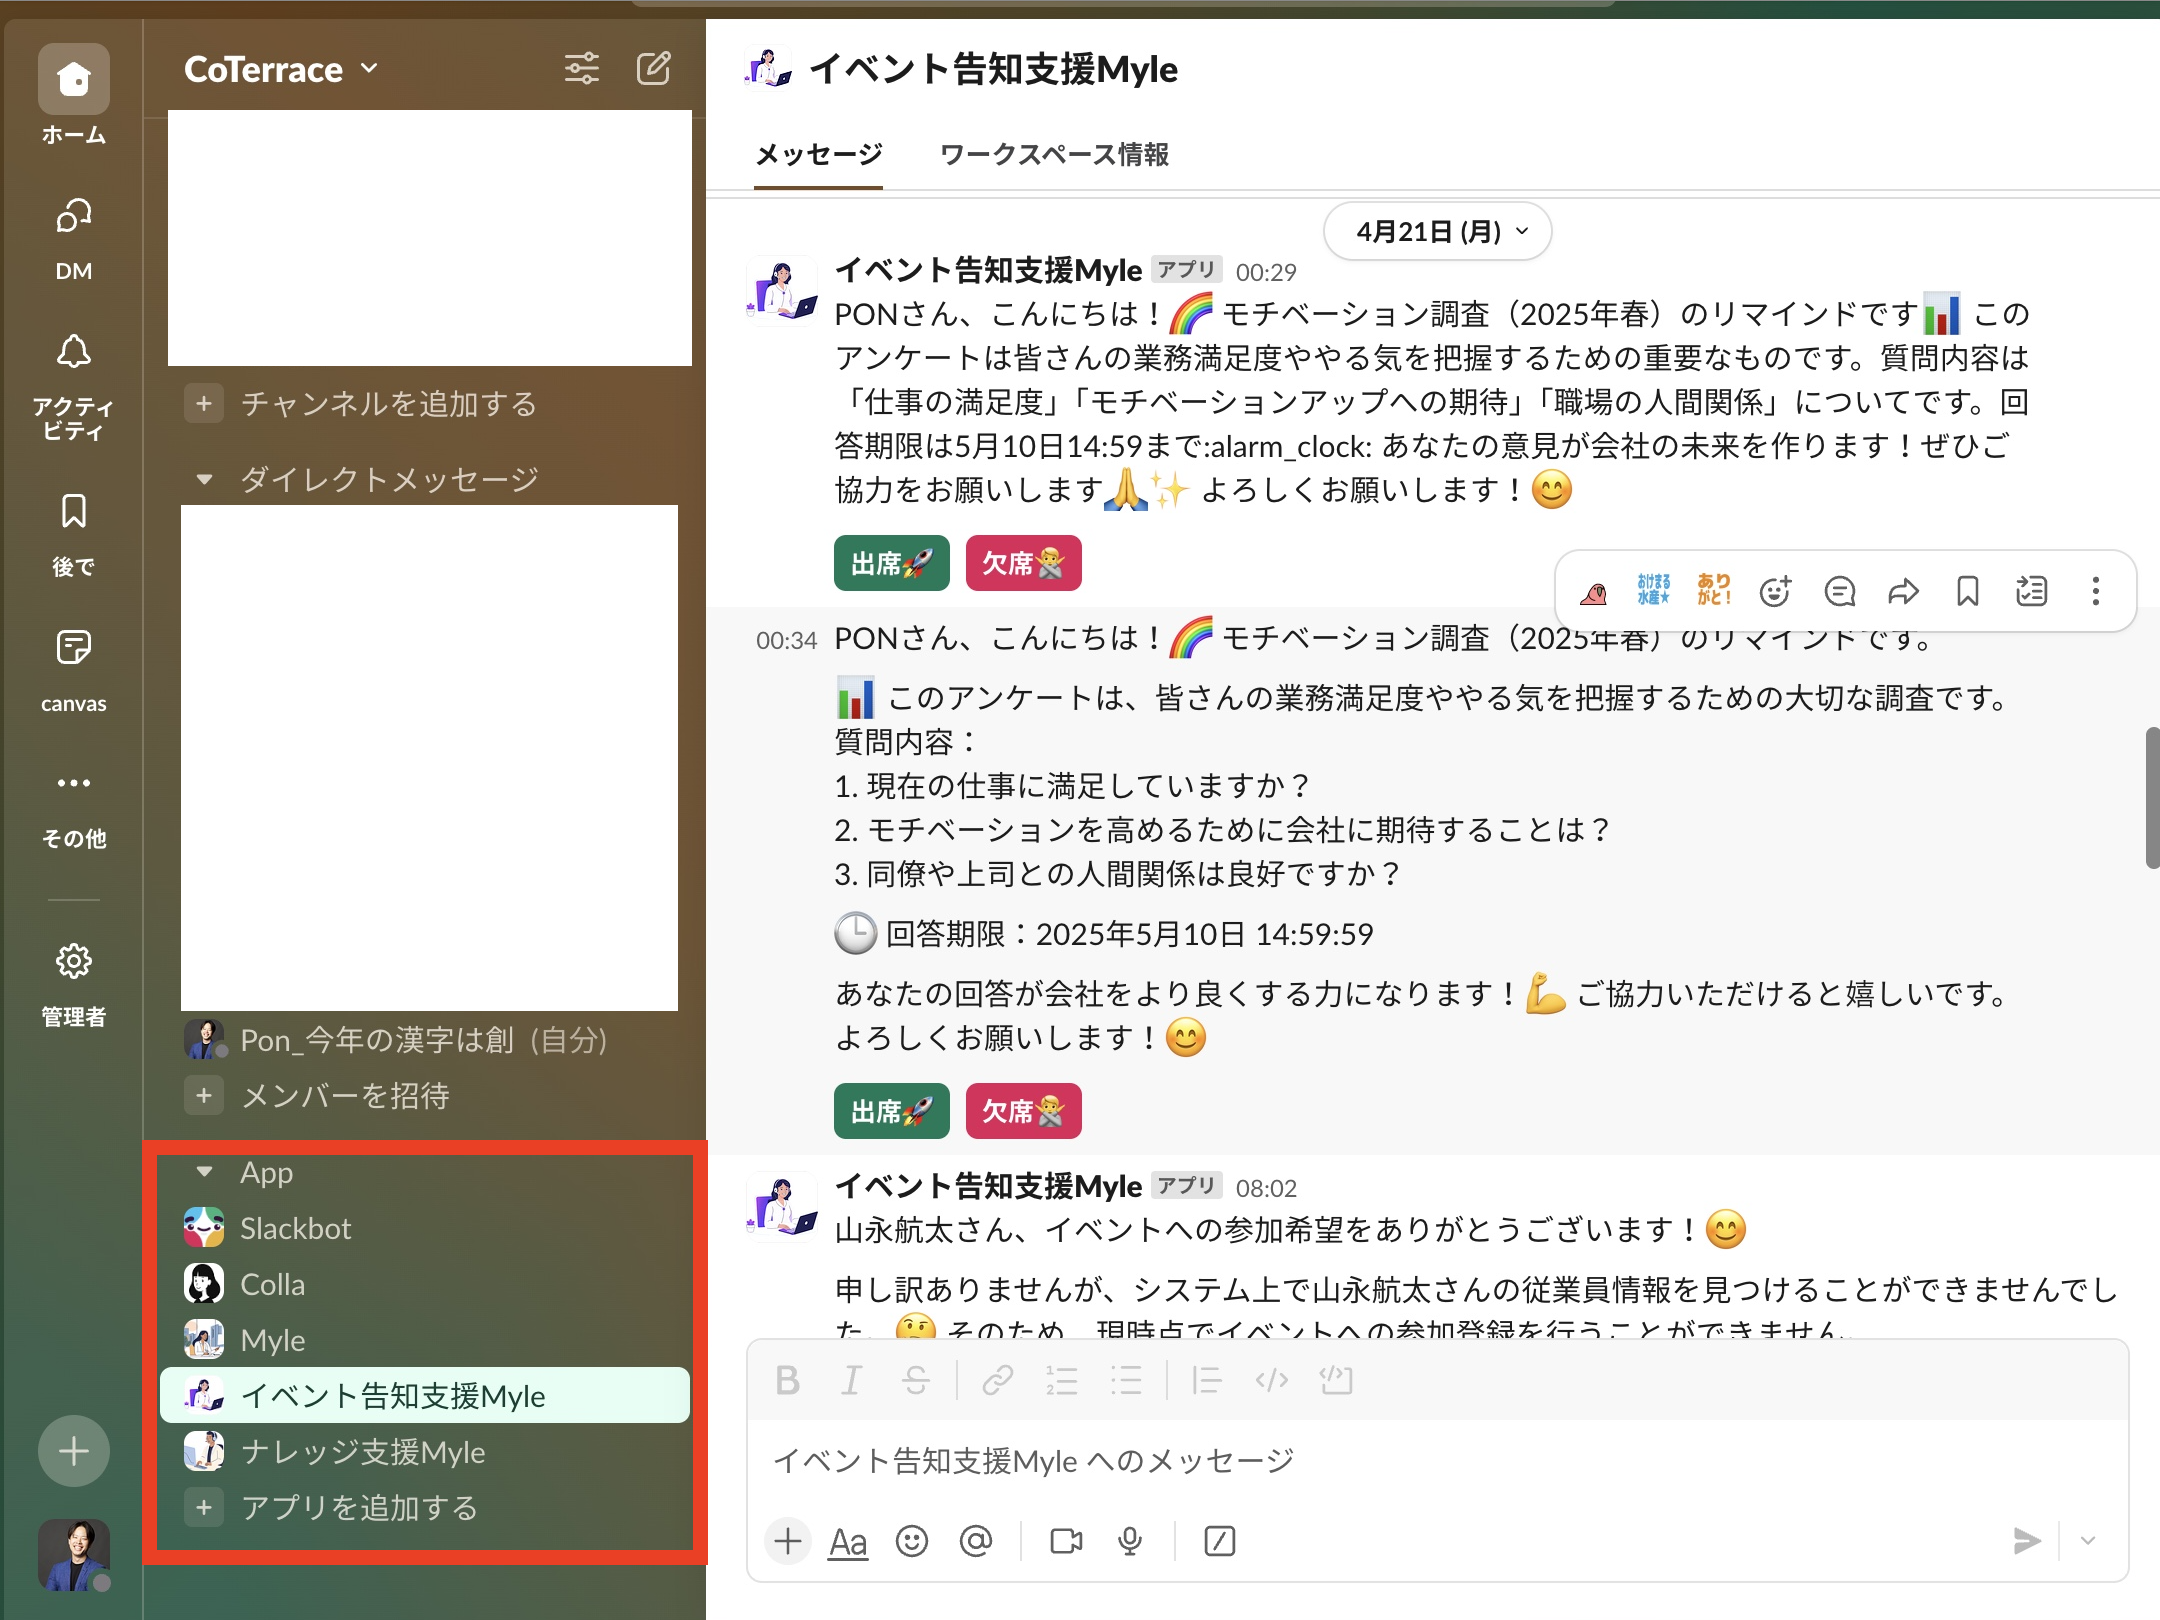 CoTerrace
ホーム
DM
アクティ
ビティ
後で
canvas
その他
管理者
チャンネルを追加する
ダイレクトメッセージ
Pon_今年の漢字は創 (自分)
メンバーを招待
App
Slackbot
Colla
Myle
イベント告知支援Myle
ナレッジ支援Myle
アプリを追加する
イベント告知支援Myle
メッセージ ワークスペース情報
4月21日 (月)
イベント告知支援Myle アプリ 00:29
PONさん、こんにちは！🌈 モチベーション調査（2025年春）のリマインドです📊 この
アンケートは皆さんの業務満足度ややる気を把握するための重要なものです。質問内容は
「仕事の満足度」「モチベーションアップへの期待」「職場の人間関係」についてです。回
答期限は5月10日14:59まで:alarm_clock: あなたの意見が会社の未来を作ります！ぜひご
協力をお願いします🙏✨ よろしくお願いします！😊
出席🚀 欠席🙅
おけまる
水産★
あり
がと！
00:34 PONさん、こんにちは！🌈 モチベーション調査（2025年春）のリマインドです。
📊 このアンケートは、皆さんの業務満足度ややる気を把握するための大切な調査です。
質問内容：
1. 現在の仕事に満足していますか？
2. モチベーションを高めるために会社に期待することは？
3. 同僚や上司との人間関係は良好ですか？
🕒 回答期限：2025年5月10日 14:59:59
あなたの回答が会社をより良くする力になります！💪 ご協力いただけると嬉しいです。
よろしくお願いします！😊
出席🚀 欠席🙅
イベント告知支援Myle アプリ 08:02
山永航太さん、イベントへの参加希望をありがとうございます！😊
申し訳ありませんが、システム上で山永航太さんの従業員情報を見つけることができませんでし
た。🤔 そのため、現時点でイベントへの参加登録を行うことができません。
イベント告知支援Myle へのメッセージ
Aa